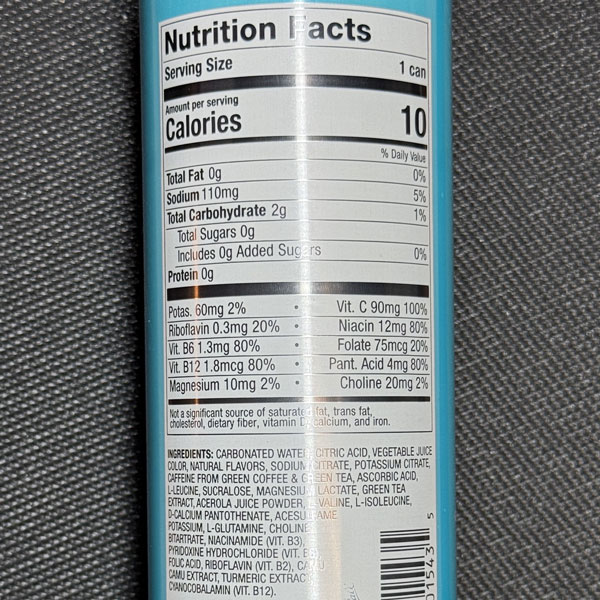 Nutrition Facts
Serving Size 1 can
Amount per serving
Calories 10
% Daily Value
Total Fat 0g 0%
Sodium 110mg 5%
Total Carbohydrate 2g 1%
Total Sugars 0g
Includes 0g Added Sugars 0%
Protein 0g
Potas. 60mg 2% • Vit. C 90mg 100%
Riboflavin 0.3mg 20% • Niacin 12mg 80%
Vit. B6 1.3mg 80% • Folate 75mcg 20%
Vit. B12 1.8mcg 80% • Pant. Acid 4mg 80%
Magnesium 10mg 2% • Choline 20mg 2%
Not a significant source of saturated fat, trans fat,
cholesterol, dietary fiber, vitamin D, calcium, and iron.
INGREDIENTS: CARBONATED WATER, CITRIC ACID, VEGETABLE JUICE
COLOR, NATURAL FLAVORS, SODIUM CITRATE, POTASSIUM CITRATE,
CAFFEINE FROM GREEN COFFEE & GREEN TEA, ASCORBIC ACID,
L-LEUCINE, SUCRALOSE, MAGNESIUM LACTATE, GREEN TEA
EXTRACT, ACEROLA JUICE POWDER, L-VALINE, L-ISOLEUCINE,
D-CALCIUM PANTOTHENATE, ACESULFAME
POTASSIUM, L-GLUTAMINE, CHOLINE
BITARTRATE, NIACINAMIDE (VIT. B3),
PYRIDOXINE HYDROCHLORIDE (VIT. B6),
FOLIC ACID, RIBOFLAVIN (VIT. B2), CAMU
CAMU EXTRACT, TURMERIC EXTRACT,
CYANOCOBALAMIN (VIT. B12).
01543 5